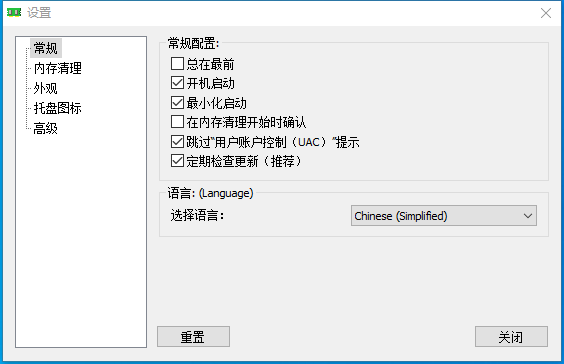 设置
常规
内存清理
外观
托盘图标
高级
常规配置:
总在最前
开机启动
最小化启动
在内存清理开始时确认
跳过“用户账户控制（UAC）”提示
定期检查更新（推荐）
语言: (Language)
选择语言：
Chinese (Simplified)
重置
关闭